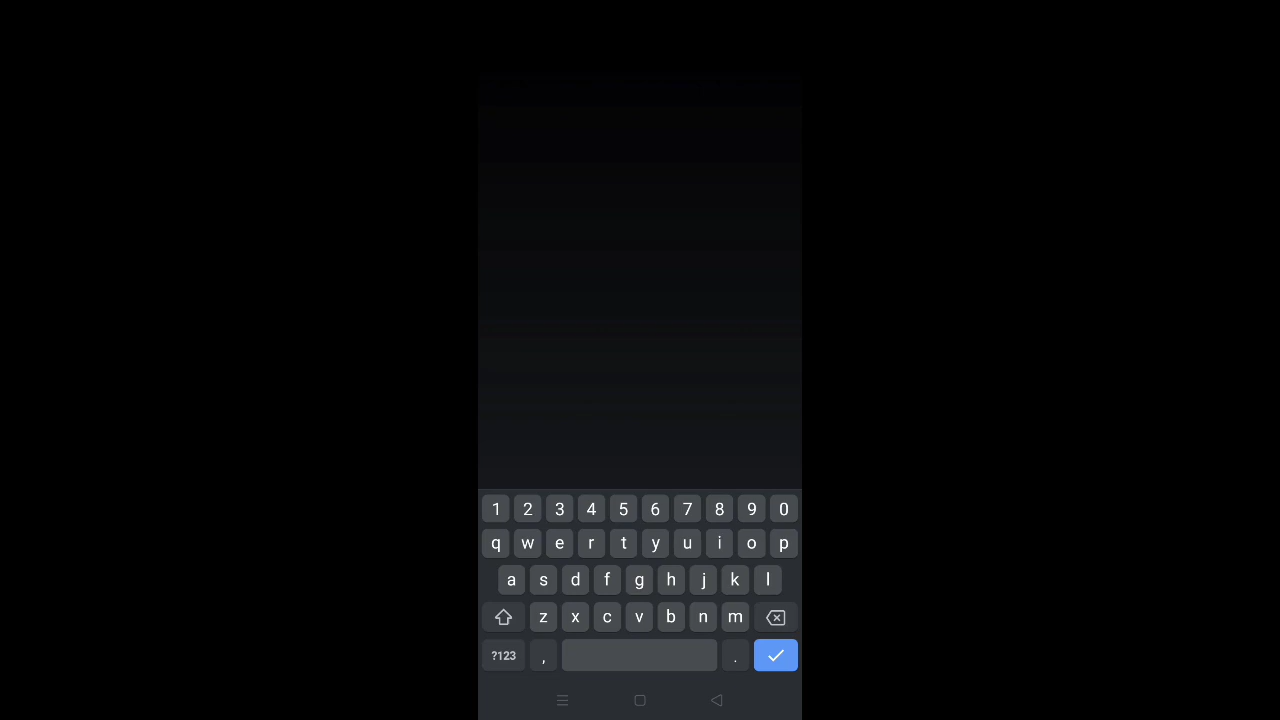 1 2 3 4 5 6 7 8 9 0
q w e r t y u i o p
a s d f g h j k l
z x c v b n m
?123 , .